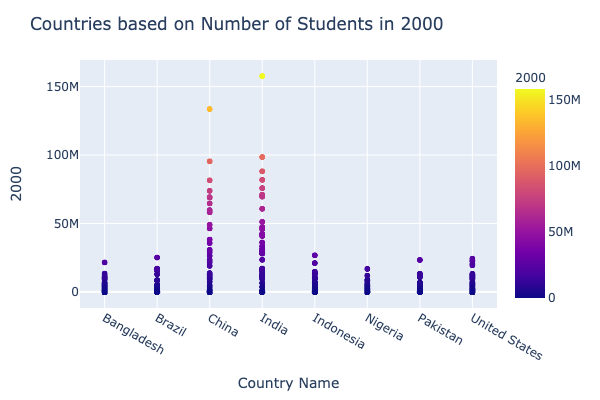 Countries based on Number of Students in 2000
2000
150M
100M
50M
0
2000
150M
100M
50M
0
Bangladesh
Brazil
China
India
Indonesia
Nigeria
Pakistan
United States
Country Name